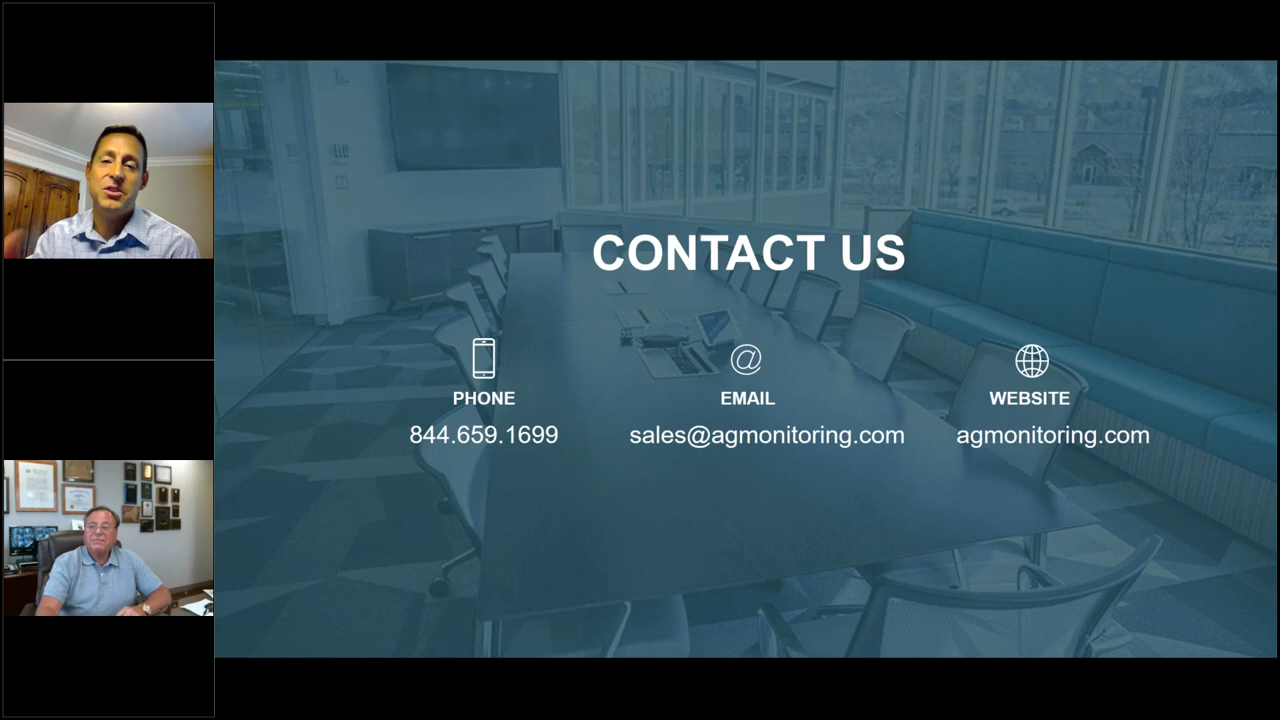 CONTACT US
PHONE
844.659.1699
EMAIL
sales@agmonitoring.com
WEBSITE
agmonitoring.com